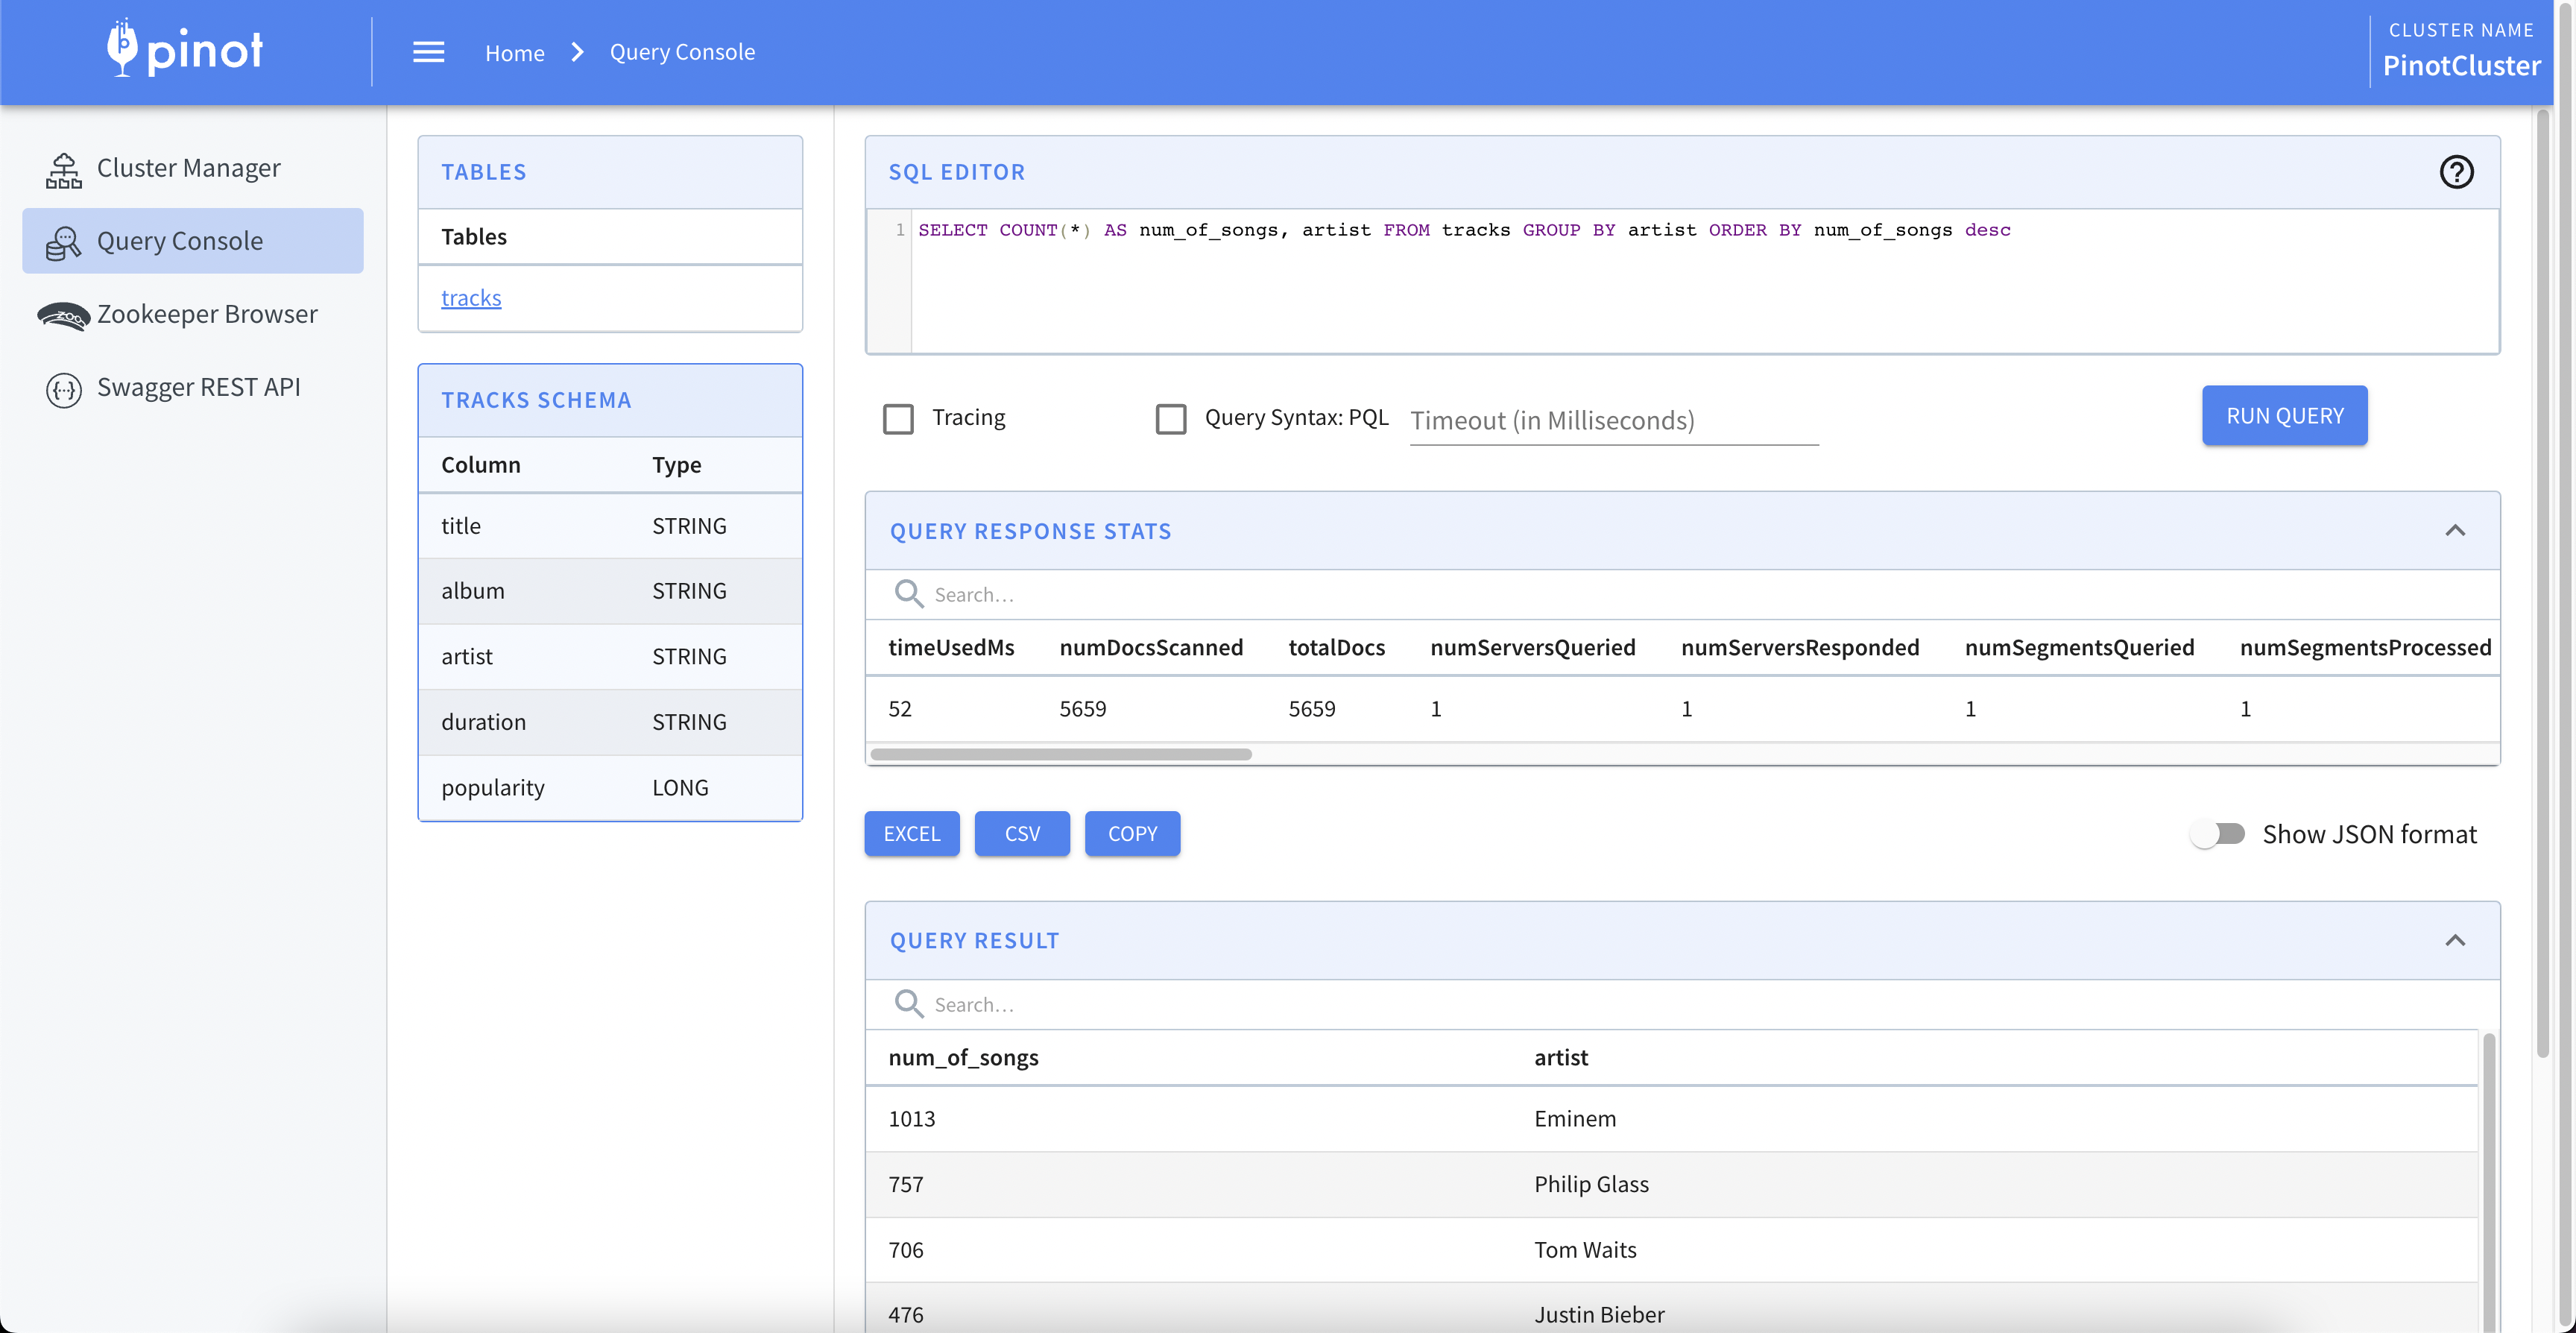 pinot
Home
Query Console
CLUSTER NAME
PinotCluster
Cluster Manager
Query Console
Zookeeper Browser
Swagger REST API
TABLES
Tables
tracks
TRACKS SCHEMA
Column Type
title STRING
album STRING
artist STRING
duration STRING
popularity LONG
SQL EDITOR
1 SELECT COUNT(*) AS num_of_songs, artist FROM tracks GROUP BY artist ORDER BY num_of_songs desc
Tracing
Query Syntax: PQL
Timeout (in Milliseconds)
RUN QUERY
QUERY RESPONSE STATS
Search…
timeUsedMs numDocsScanned totalDocs numServersQueried numServersResponded numSegmentsQueried numSegmentsProcessed
52 5659 5659 1 1 1 1
EXCEL
CSV
COPY
Show JSON format
QUERY RESULT
Search…
num_of_songs artist
1013 Eminem
757 Philip Glass
706 Tom Waits
476 Justin Bieber